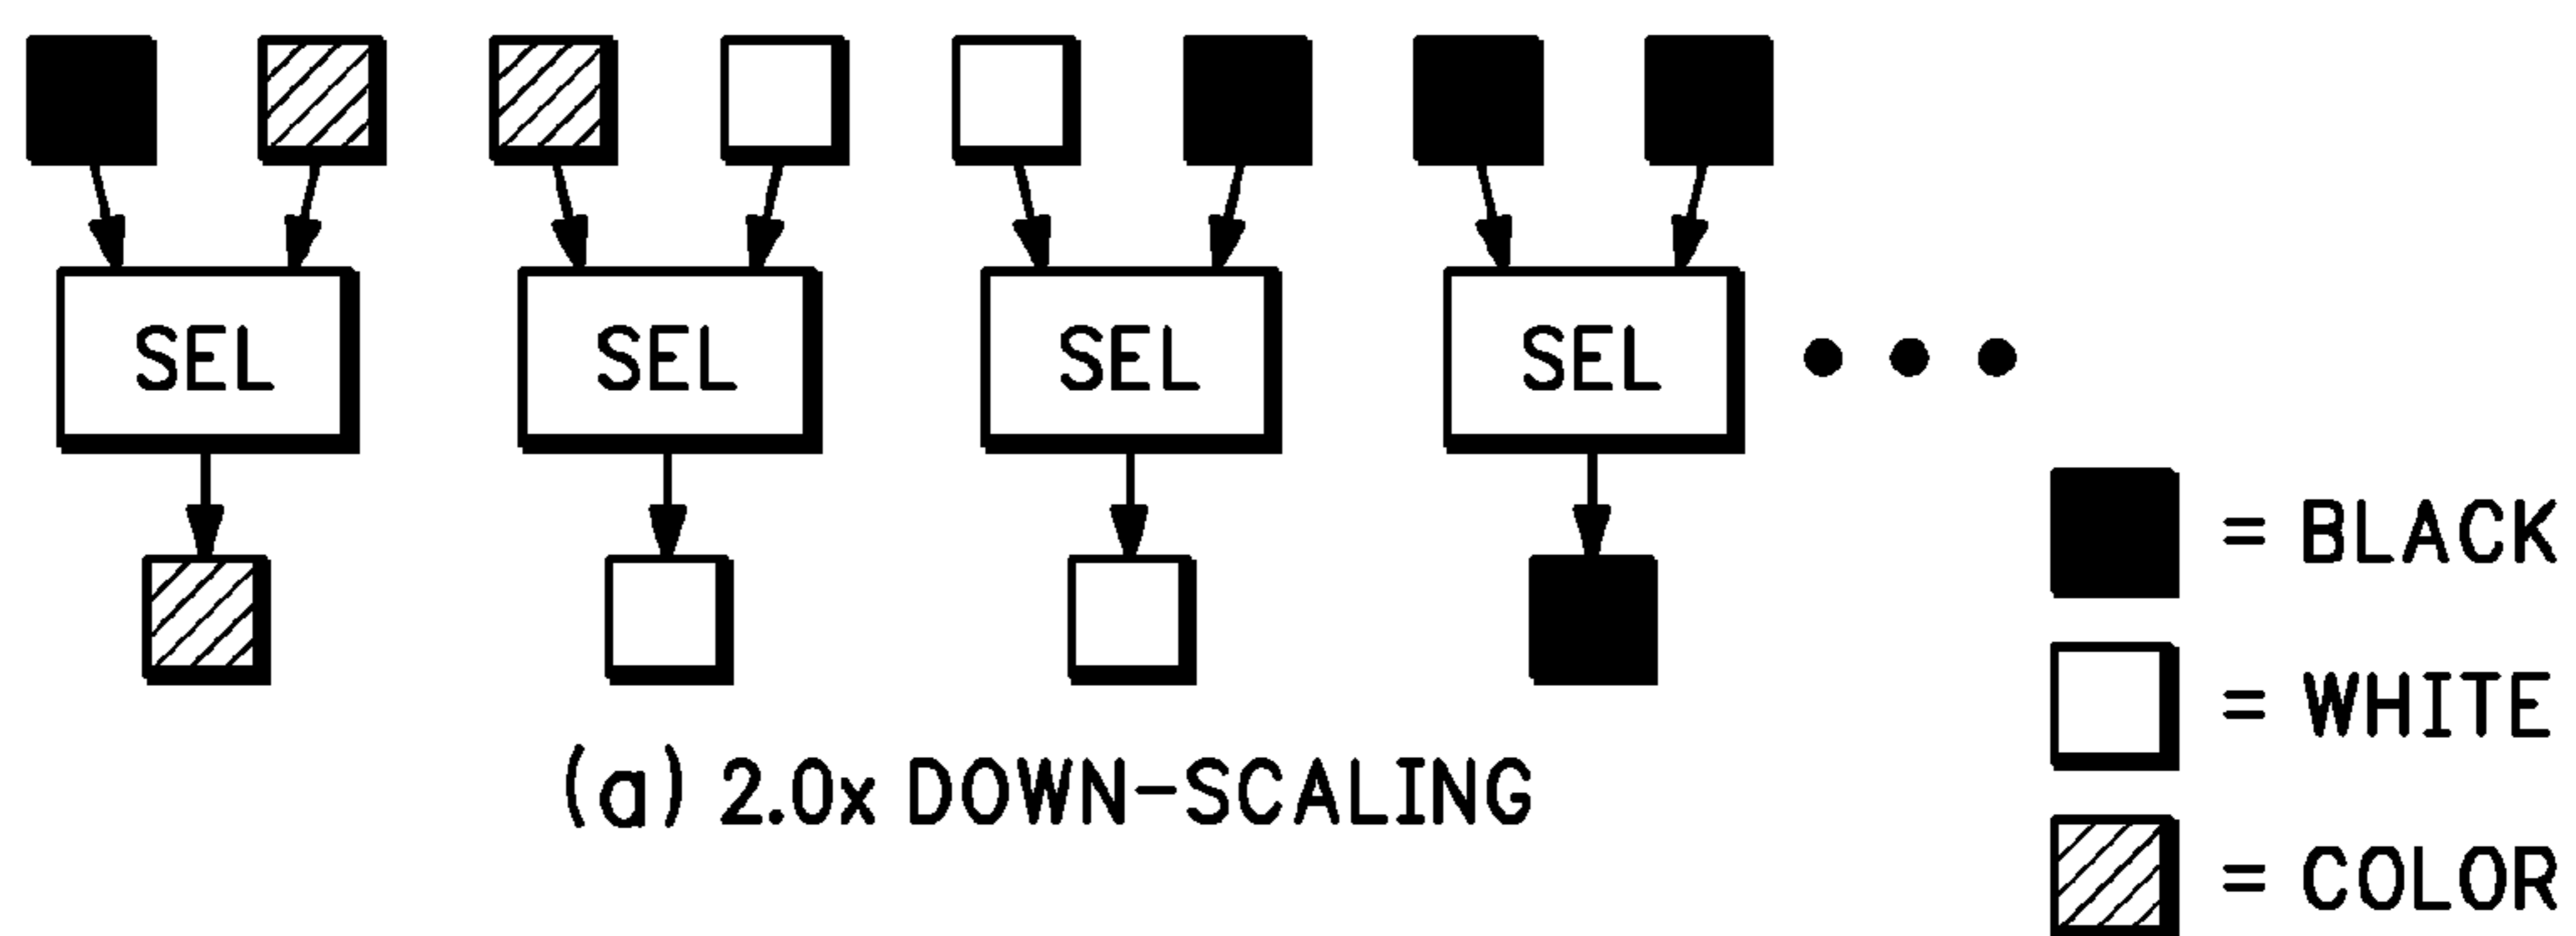 SEL SEL SEL SEL
= BLACK
= WHITE
(a) 2.0x DOWN-SCALING
= COLOR